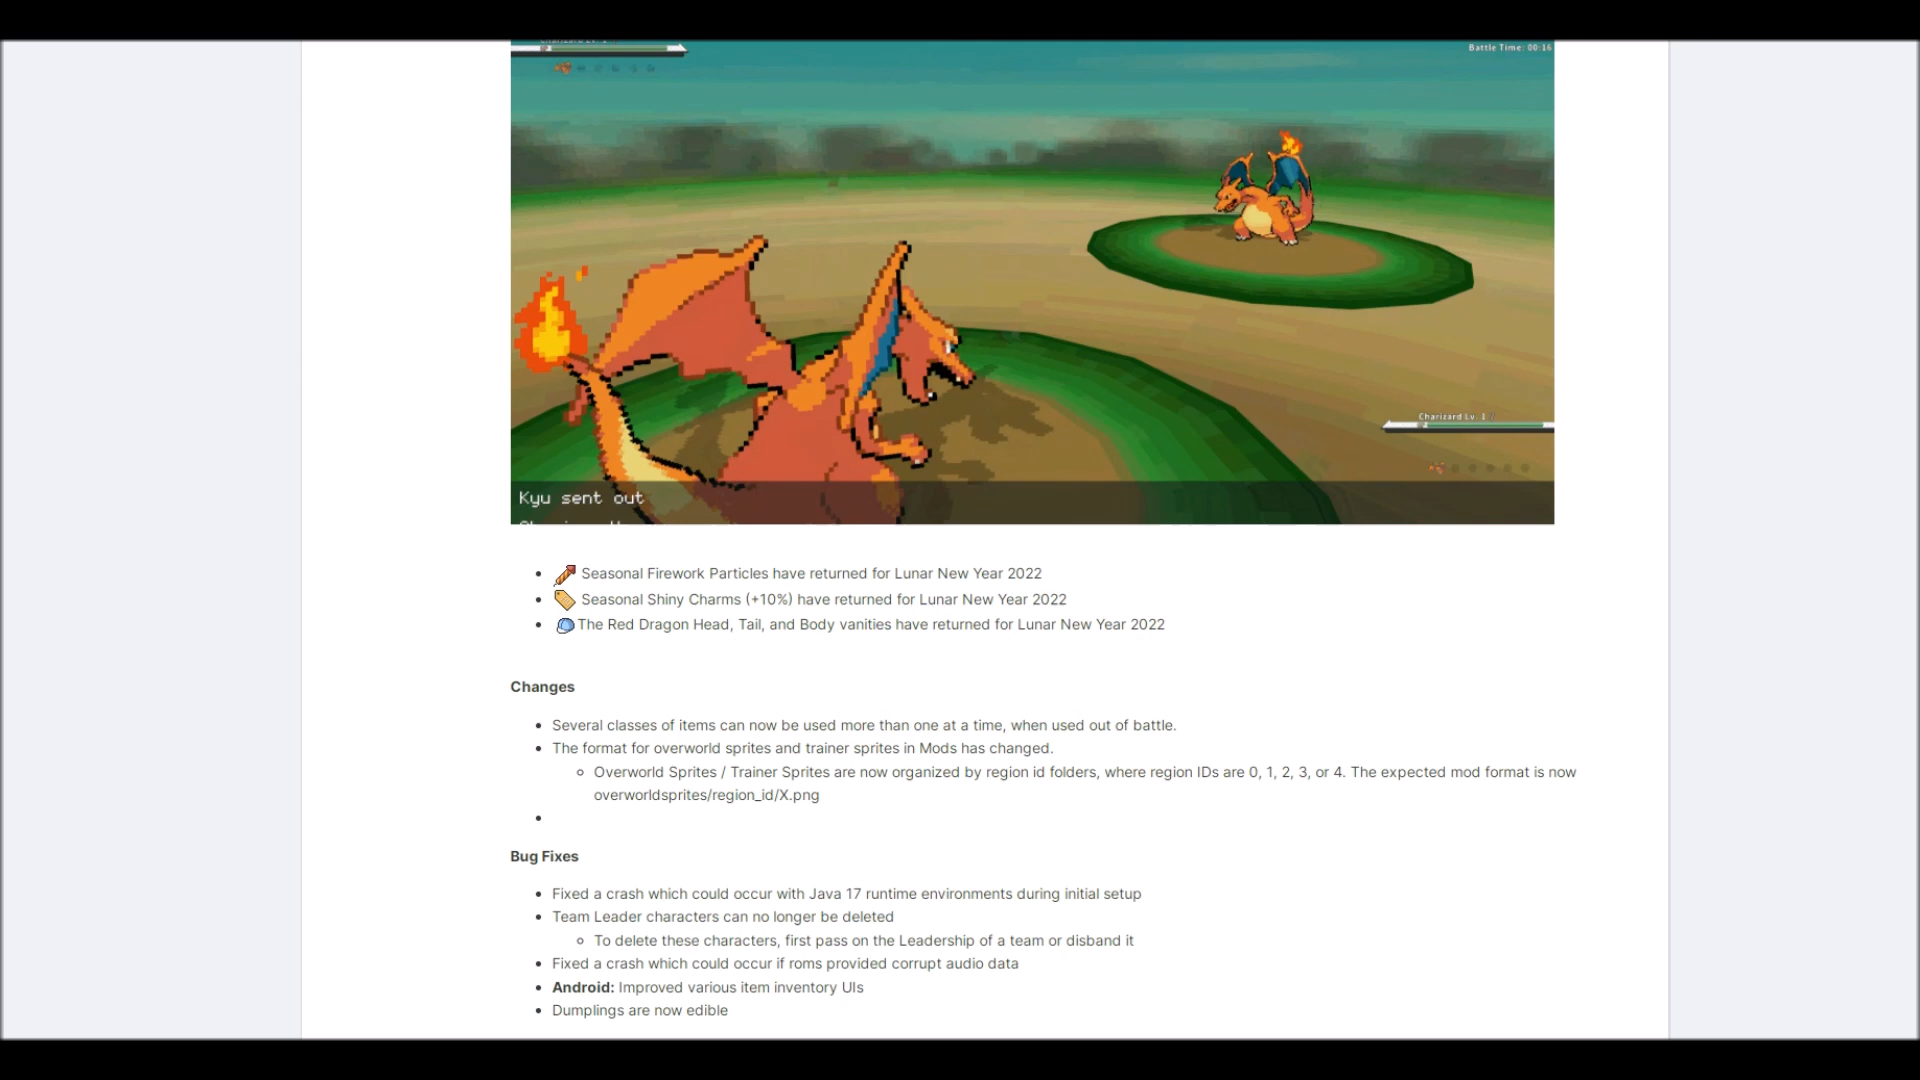 Battle Time: 00:16
Charizard Lv. 1
Kyu sent out
Seasonal Firework Particles have returned for Lunar New Year 2022
Seasonal Shiny Charms (+10%) have returned for Lunar New Year 2022
The Red Dragon Head, Tail, and Body vanities have returned for Lunar New Year 2022
Changes
Several classes of items can now be used more than one at a time, when used out of battle.
The format for overworld sprites and trainer sprites in Mods has changed.
Overworld Sprites / Trainer Sprites are now organized by region id folders, where region IDs are 0, 1, 2, 3, or 4. The expected mod format is now
overworldsprites/region_id/X.png
Bug Fixes
Fixed a crash which could occur with Java 17 runtime environments during initial setup
Team Leader characters can no longer be deleted
To delete these characters, first pass on the Leadership of a team or disband it
Fixed a crash which could occur if roms provided corrupt audio data
Android: Improved various item inventory UIs
Dumplings are now edible